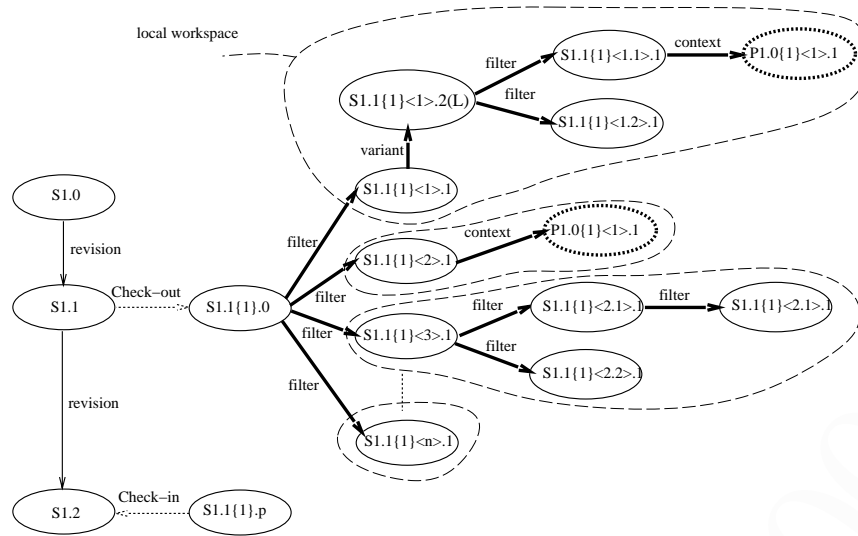 local workspace
S1.1{1}<1.1>.1
context
P1.0{1}<1>.1
filter
S1.1{1}<1>.2(L)
filter
S1.1{1}<1.2>.1
variant
S1.0
S1.1{1}<1>.1
revision
filter
S1.1{1}<2>.1
context
P1.0{1}<1>.1
S1.1
Check-out
S1.1{1}.0
filter
filter
S1.1{1}<3>.1
filter
S1.1{1}<2.1>.1
filter
S1.1{1}<2.1>.1
filter
S1.1{1}<2.2>.1
filter
revision
S1.1{1}<n>.1
S1.2
Check-in
S1.1{1}.p